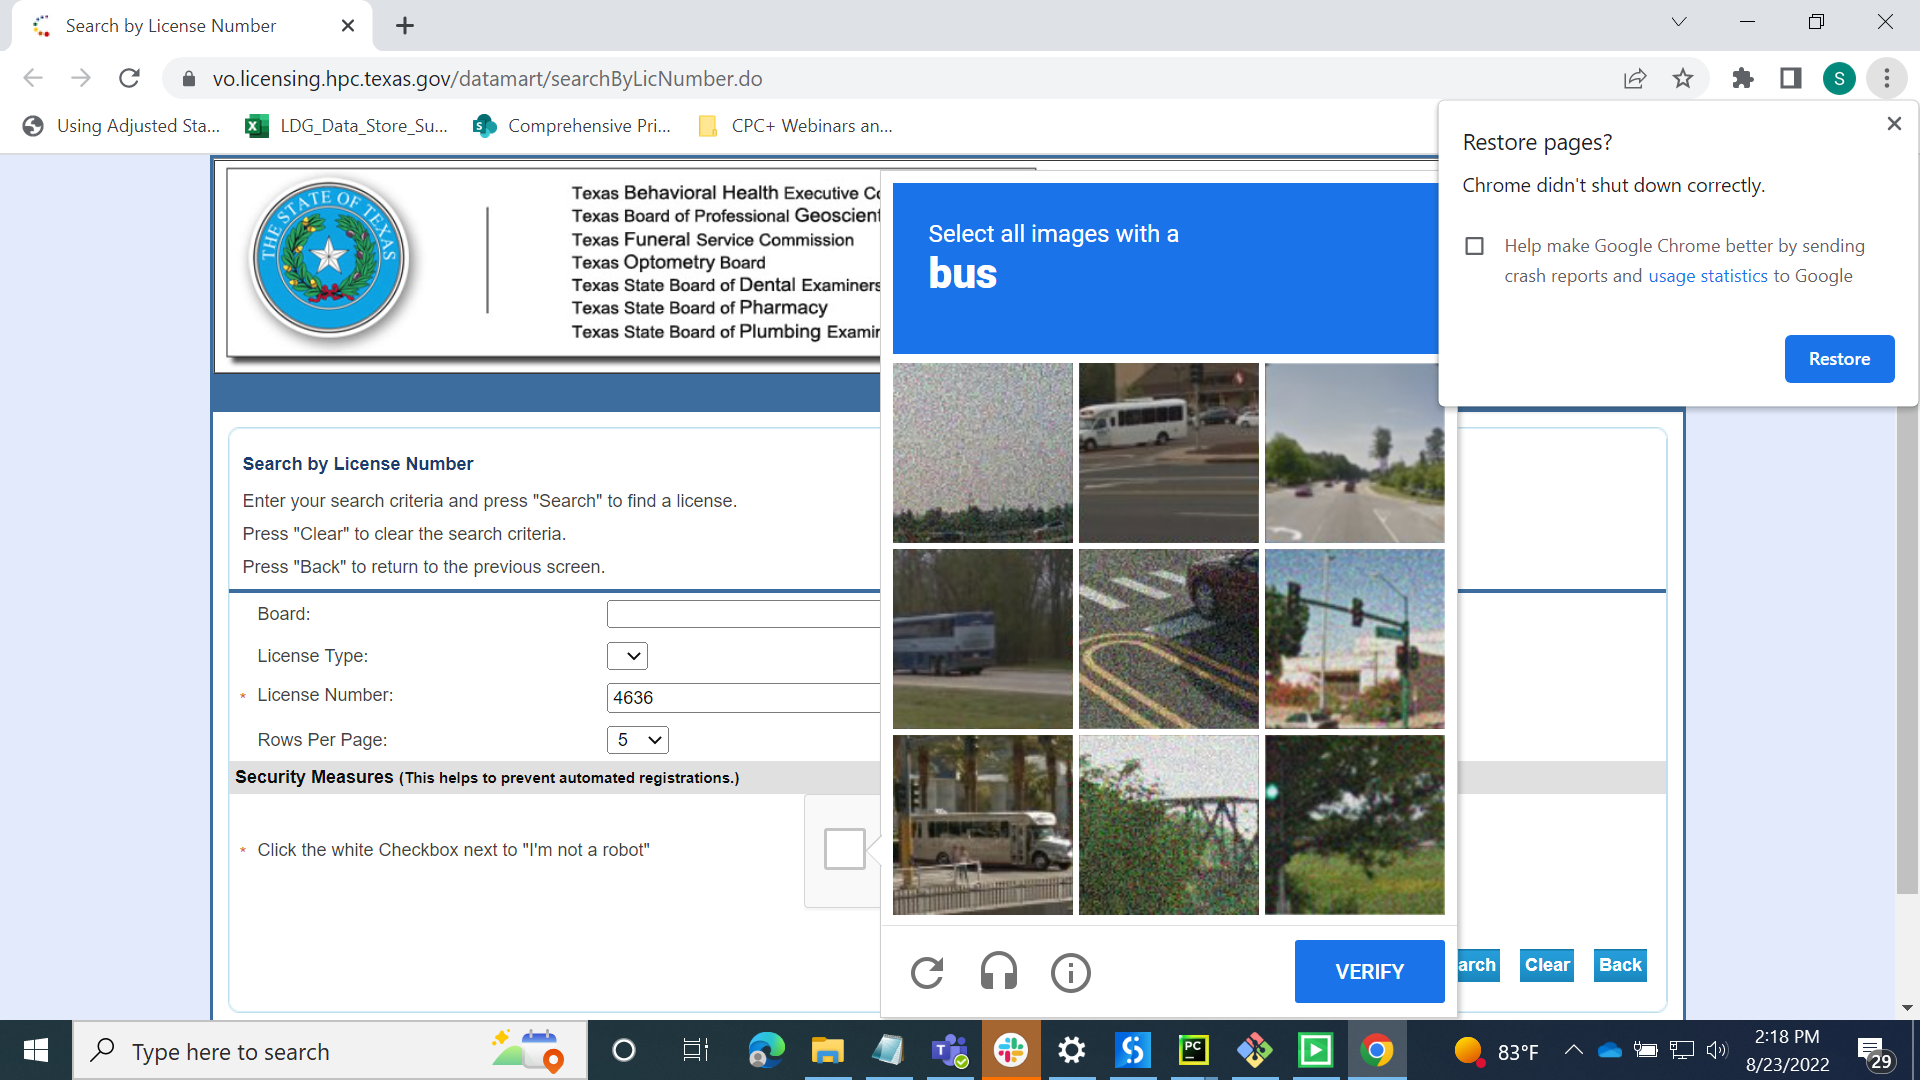 Search by License Number
vo.licensing.hpc.texas.gov/datamart/searchByLicNumber.do
S
Using Adjusted Sta...
LDG_Data_Store_Su...
Comprehensive Pri...
CPC+ Webinars an...
Restore pages?
Chrome didn't shut down correctly.
Help make Google Chrome better by sending
crash reports and usage statistics to Google
Restore
THE STATE OF TEXAS
Texas Behavioral Health Executive Co
Texas Board of Professional Geoscient
Texas Funeral Service Commission
Texas Optometry Board
Texas State Board of Dental Examiners
Texas State Board of Pharmacy
Texas State Board of Plumbing Examin
Select all images with a
bus
Search by License Number
Enter your search criteria and press "Search" to find a license.
Press "Clear" to clear the search criteria.
Press "Back" to return to the previous screen.
Board:
License Type:
* License Number:
4636
Rows Per Page:
5
Security Measures (This helps to prevent automated registrations.)
* Click the white Checkbox next to "I'm not a robot"
VERIFY
arch
Clear
Back
Type here to search
PC
83°F
2:18 PM
8/23/2022
29